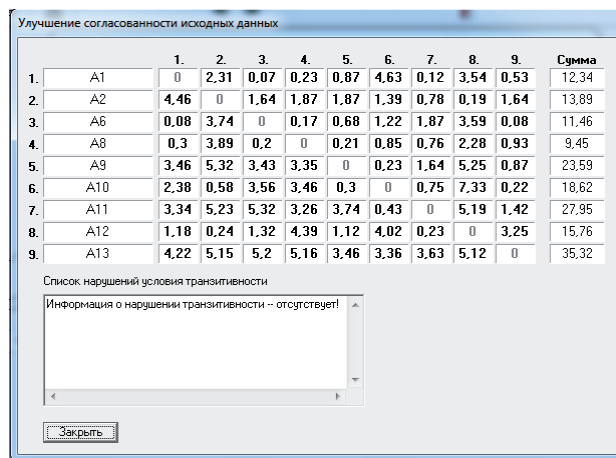 Улучшение согласованности исходных данных
1. 2. 3. 4. 5. 6. 7. 8. 9. Сумма
1. А1 0 2,31 0,07 0,23 0,87 4,63 0,12 3,54 0,53 12,34
2. А2 4,46 0 1,64 1,87 1,87 1,39 0,78 0,19 1,64 13,89
3. А6 0,08 3,74 0 0,17 0,68 1,22 1,87 3,59 0,08 11,46
4. А8 0,3 3,89 0,2 0 0,21 0,85 0,76 2,28 0,93 9,45
5. А9 3,46 5,32 3,43 3,35 0 0,23 1,64 5,25 0,87 23,59
6. А10 2,38 0,58 3,56 3,46 0,3 0 0,75 7,33 0,22 18,62
7. А11 3,34 5,23 5,32 3,26 3,74 0,43 0 5,19 1,42 27,95
8. А12 1,18 0,24 1,32 4,39 1,12 4,02 0,23 0 3,25 15,76
9. А13 4,22 5,15 5,2 5,16 3,46 3,36 3,63 5,12 0 35,32
Список нарушений условия транзитивности
Информация о нарушении транзитивности -- отсутствует!
Закрыть